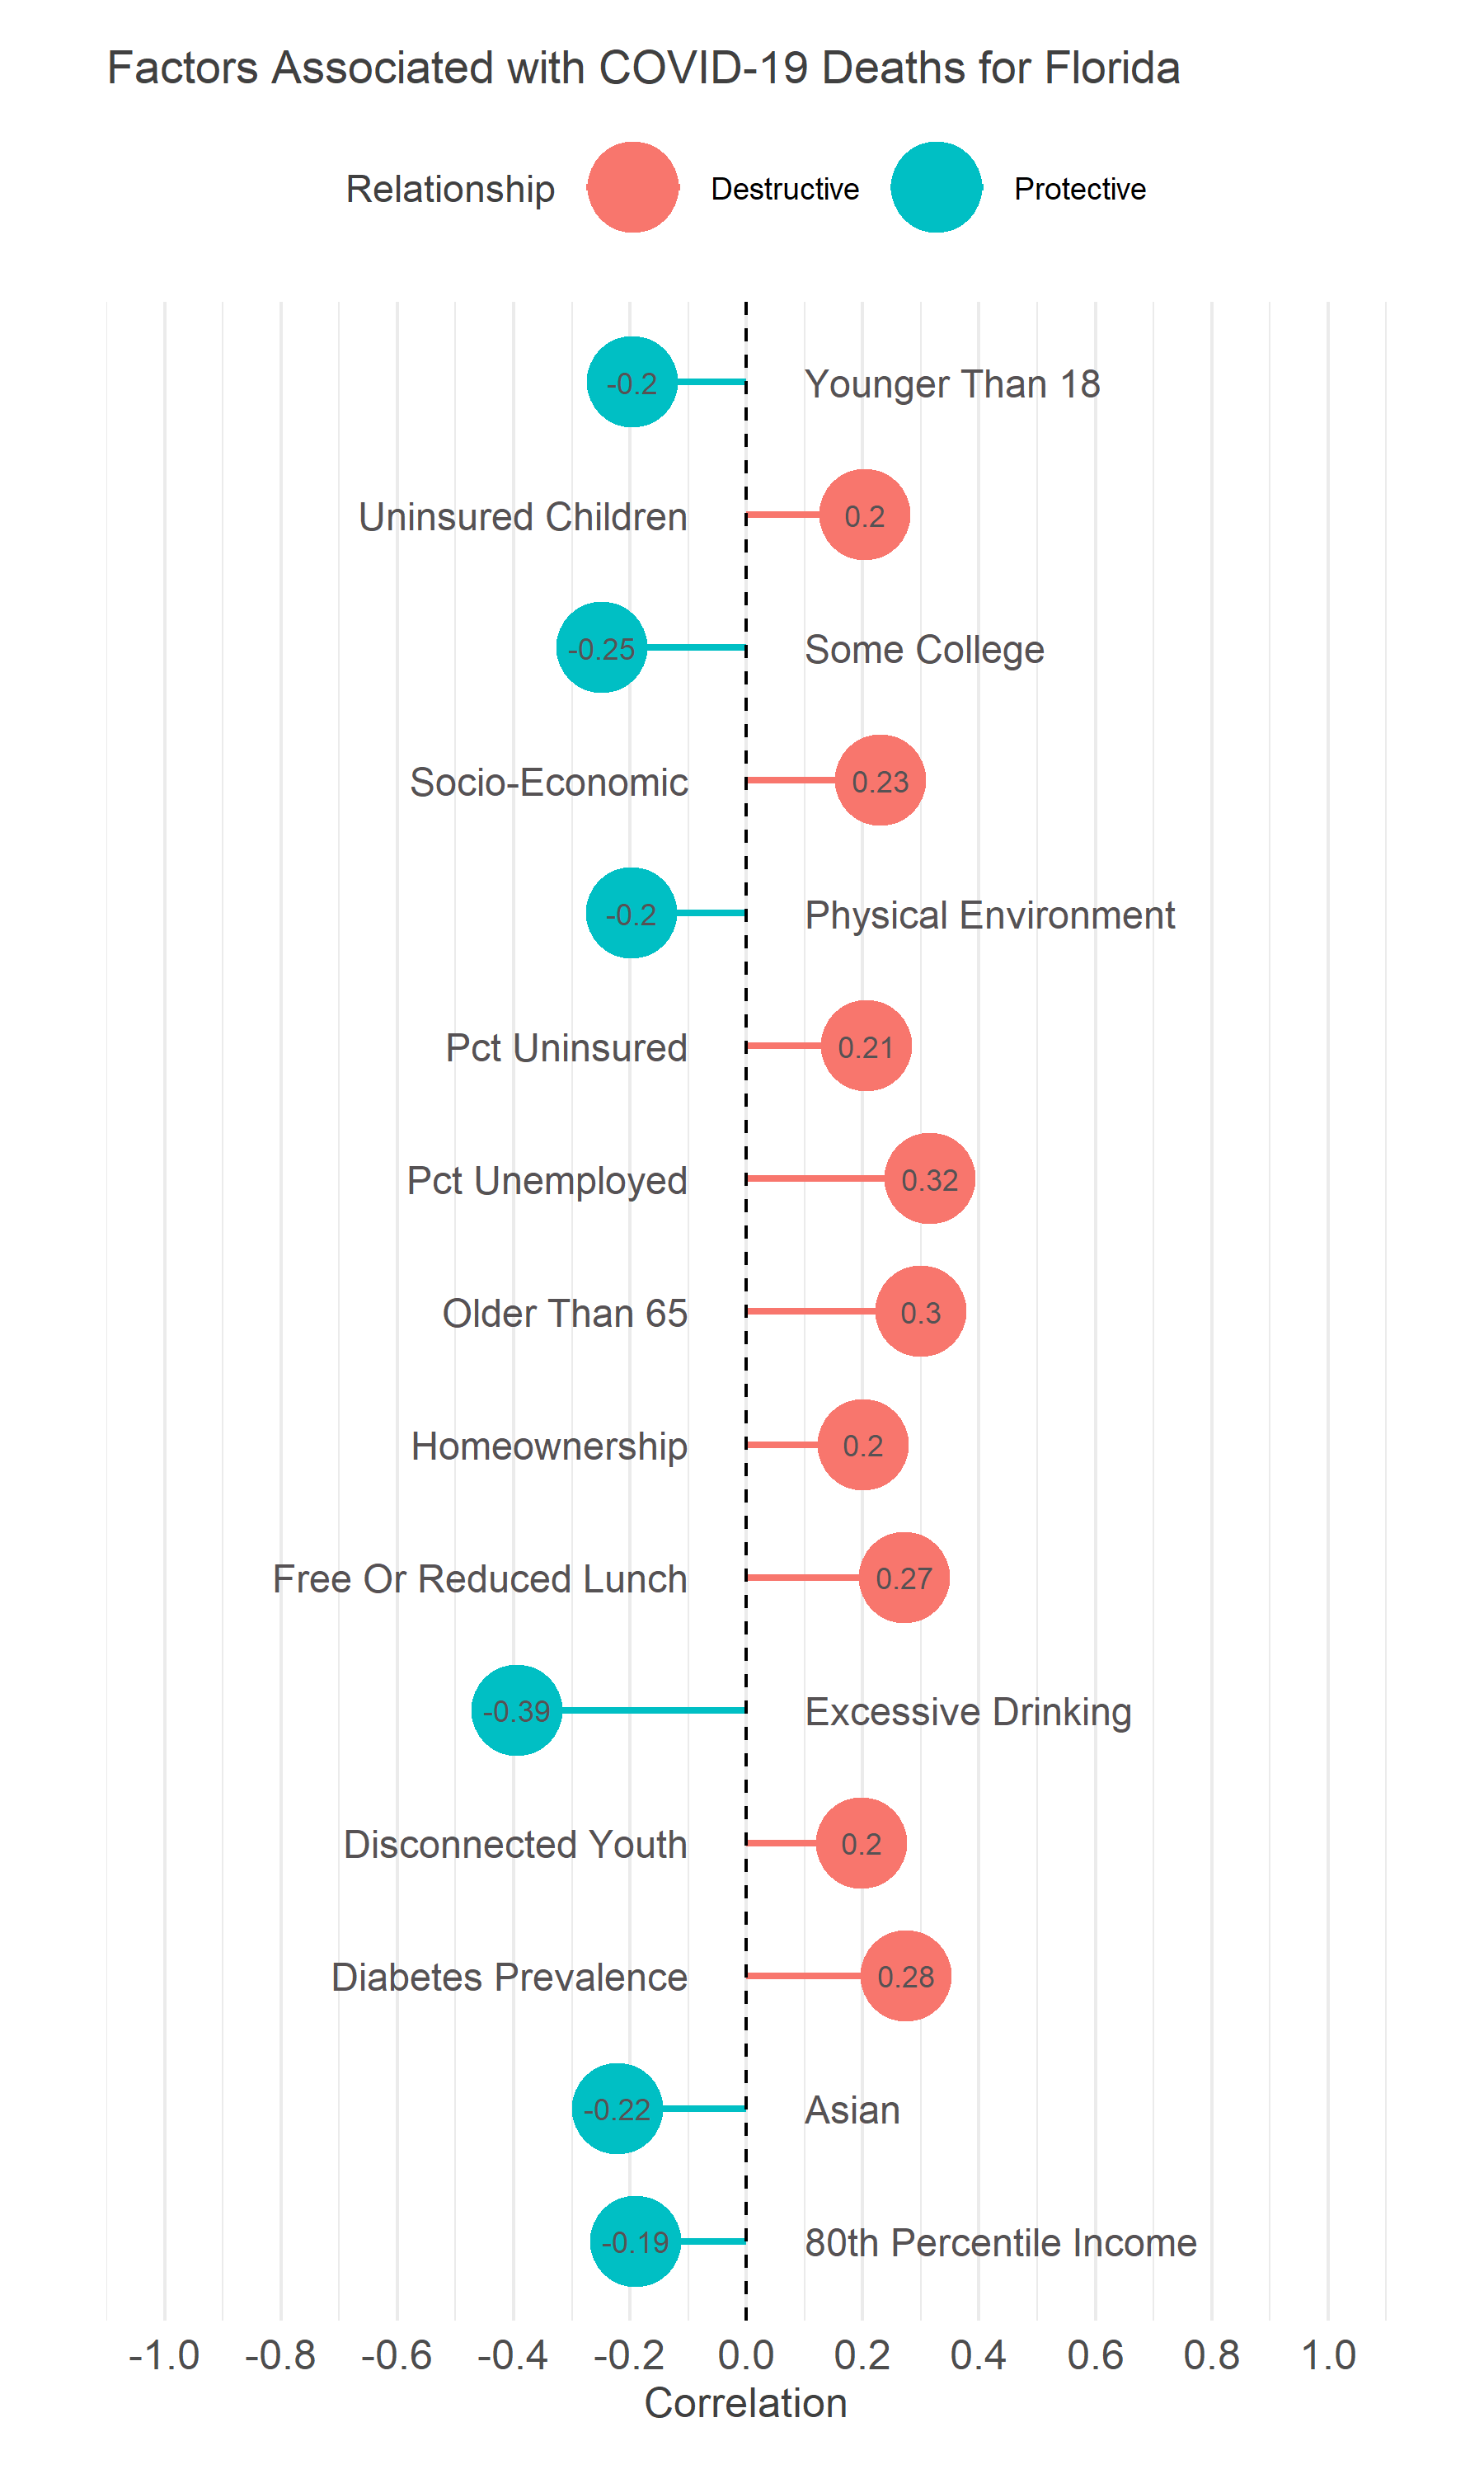 Factors Associated with COVID-19 Deaths for Florida
Relationship Destructive Protective
-0.2 Younger Than 18
Uninsured Children 0.2
-0.25 Some College
Socio-Economic 0.23
-0.2 Physical Environment
Pct Uninsured 0.21
Pct Unemployed 0.32
Older Than 65 0.3
Homeownership 0.2
Free Or Reduced Lunch 0.27
-0.39 Excessive Drinking
Disconnected Youth 0.2
Diabetes Prevalence 0.28
-0.22 Asian
-0.19 80th Percentile Income
-1.0 -0.8 -0.6 -0.4 -0.2 0.0 0.2 0.4 0.6 0.8 1.0
Correlation